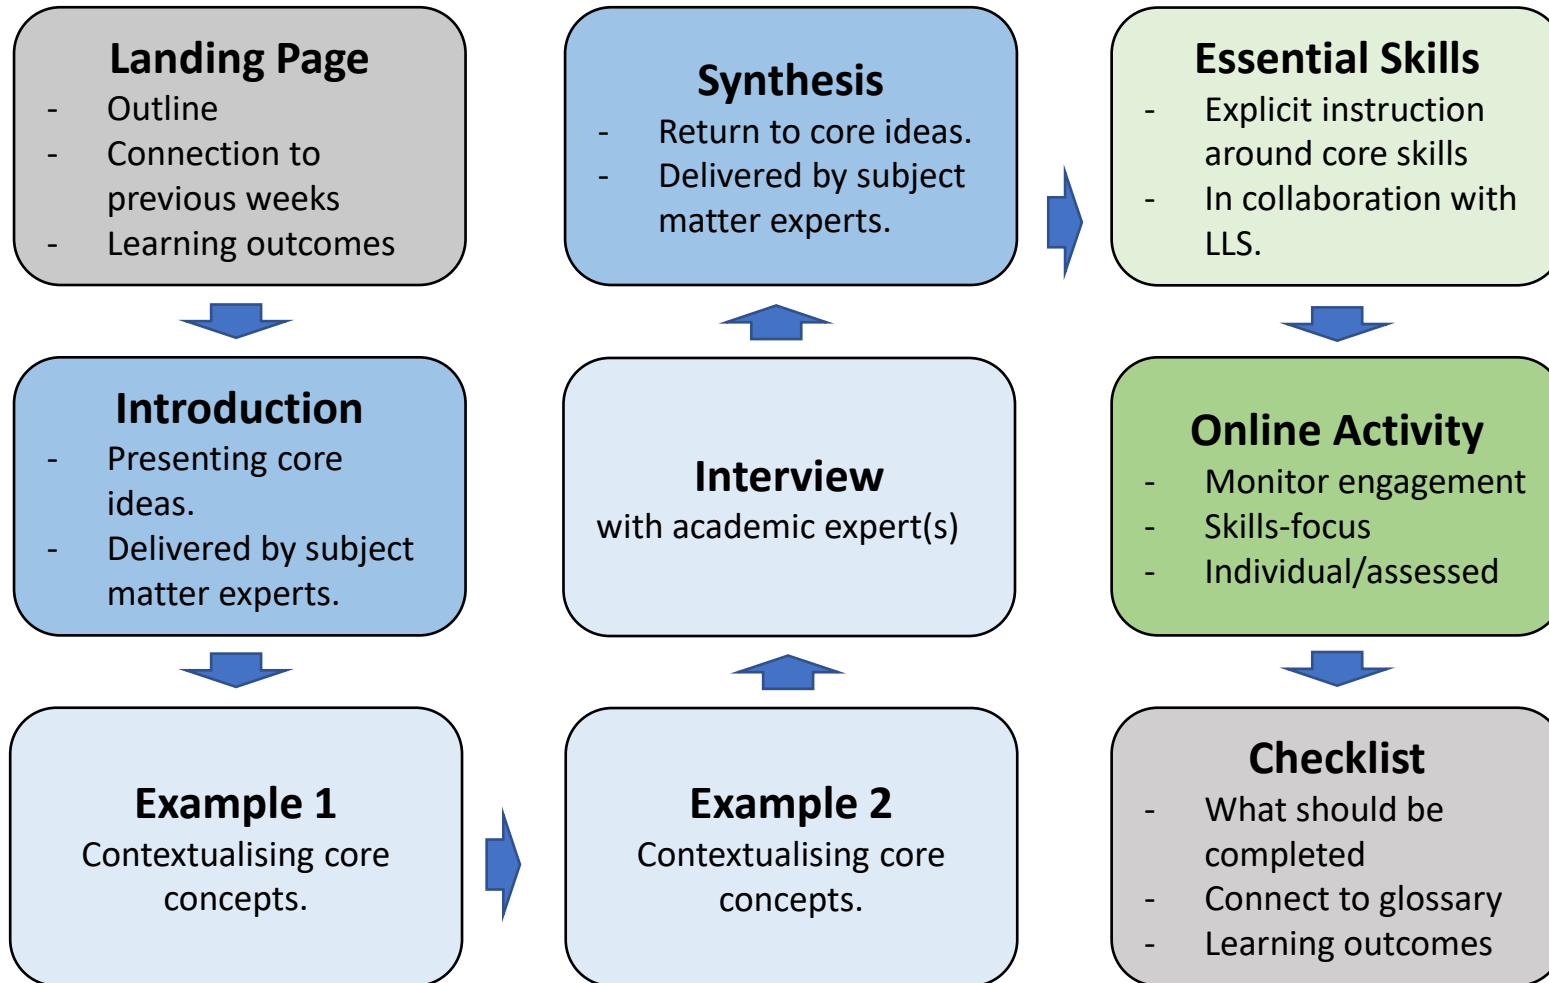 Landing Page
- Outline
- Connection to
previous weeks
- Learning outcomes
Introduction
- Presenting core
ideas.
- Delivered by subject
matter experts.
Example 1
Contextualising core
concepts.
Example 2
Contextualising core
concepts.
Interview
with academic expert(s)
Synthesis
- Return to core ideas.
- Delivered by subject
matter experts.
Essential Skills
- Explicit instruction
around core skills
- In collaboration with
LLS.
Online Activity
- Monitor engagement
- Skills-focus
- Individual/assessed
Checklist
- What should be
completed
- Connect to glossary
- Learning outcomes